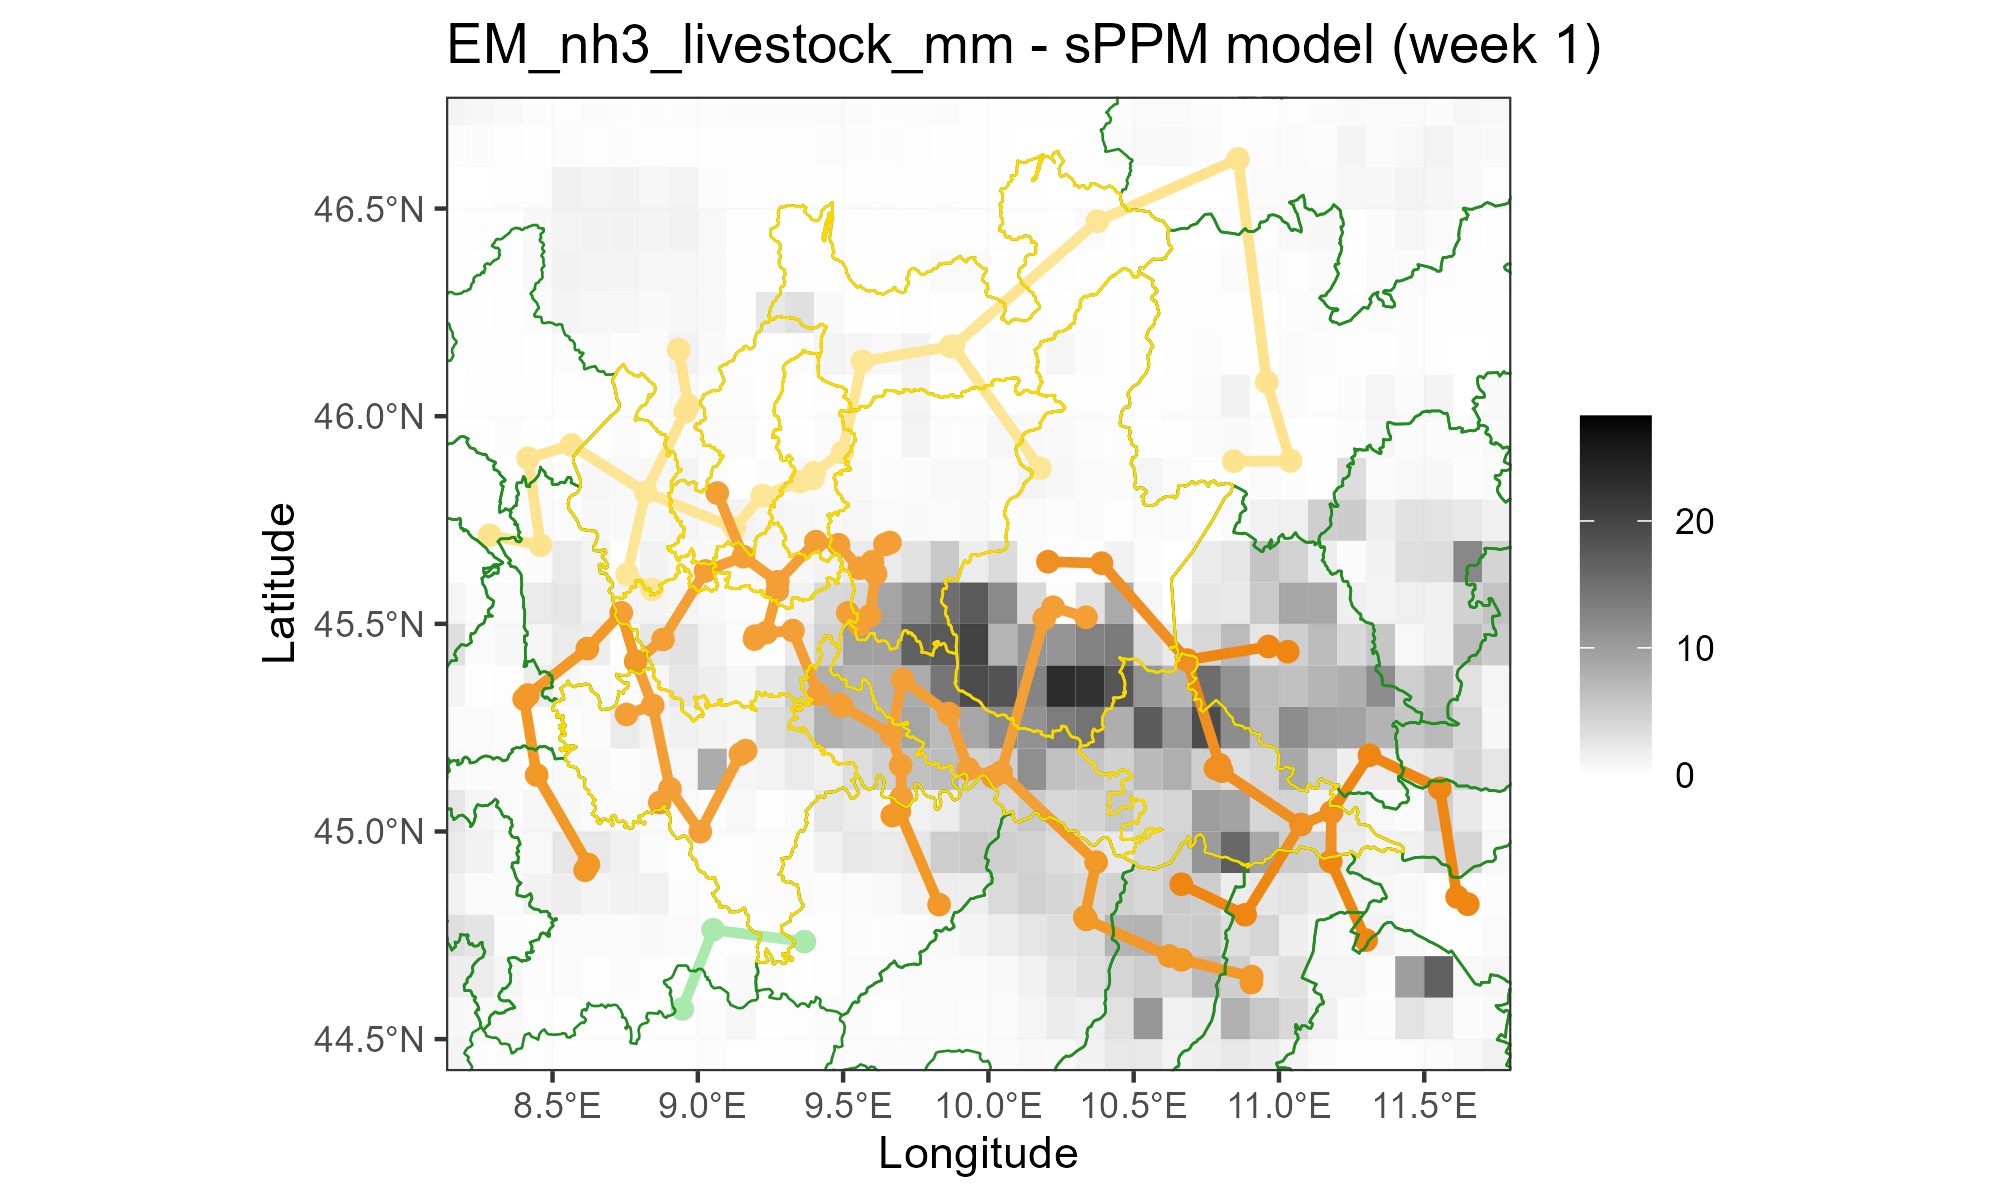 EM_nh3_livestock_mm - sPPM model (week 1)
46.5°N
46.0°N
45.5°N
45.0°N
44.5°N
Latitude
8.5°E
9.0°E
9.5°E
10.0°E
10.5°E
11.0°E
11.5°E
Longitude
20
10
0